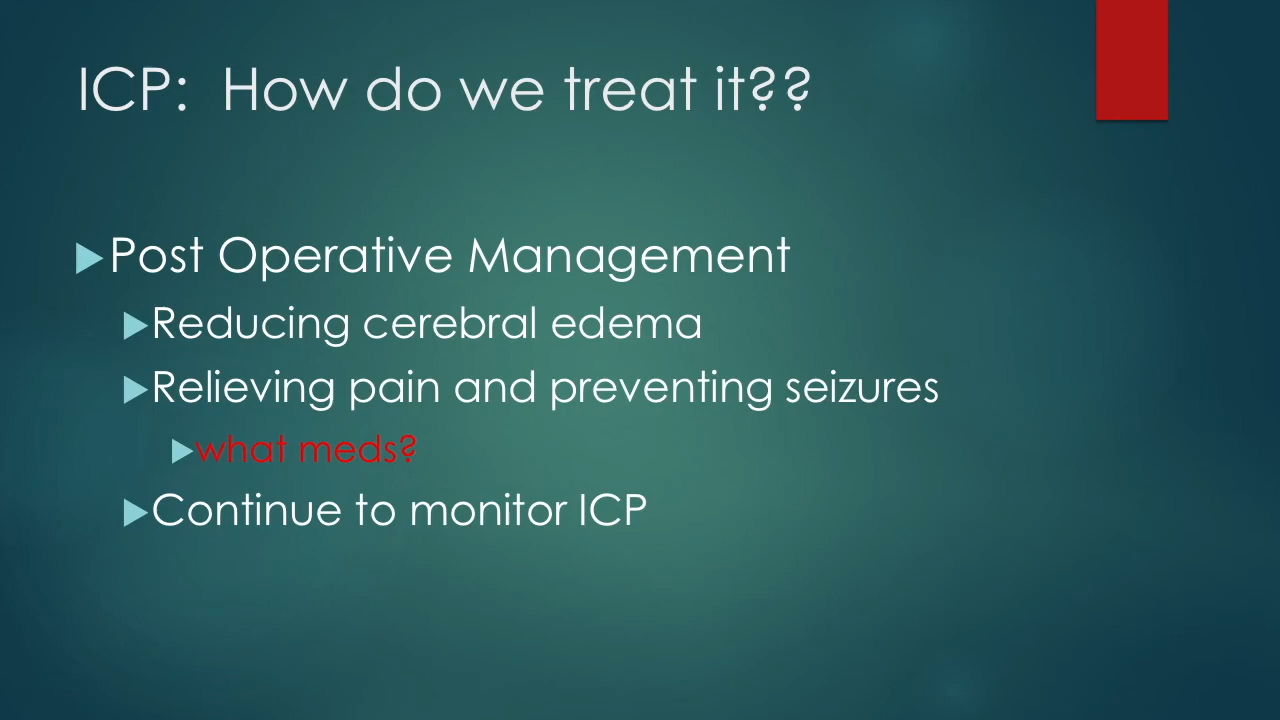 ICP:  How do we treat it??
Post Operative Management
Reducing cerebral edema
Relieving pain and preventing seizures
what meds?
Continue to monitor ICP